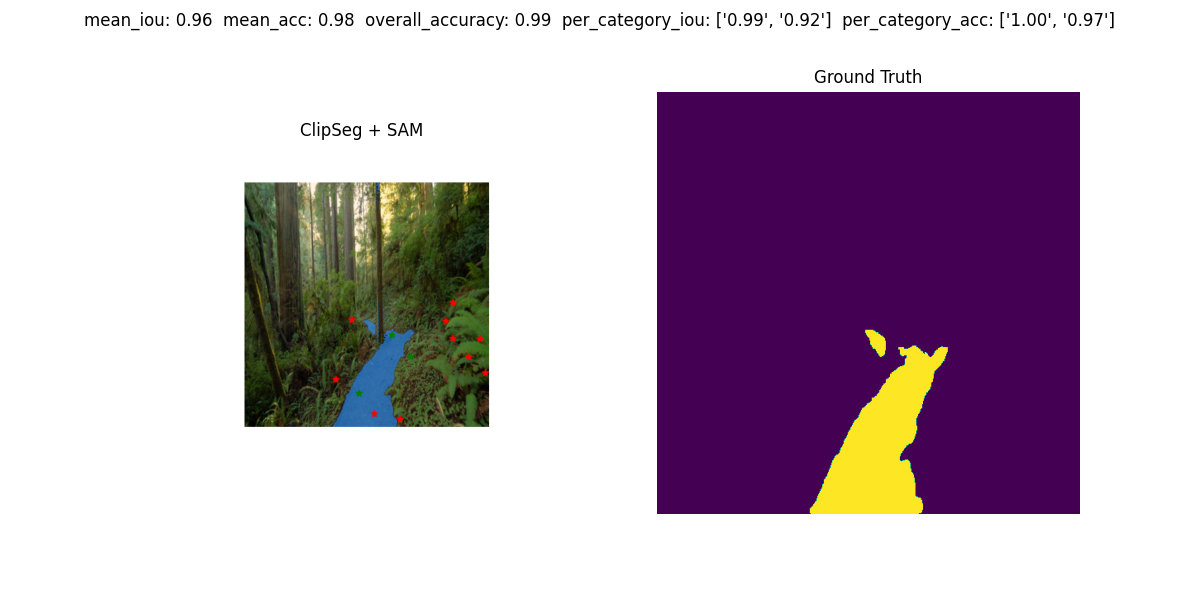 mean_iou: 0.96  mean_acc: 0.98  overall_accuracy: 0.99  per_category_iou: ['0.99', '0.92']  per_category_acc: ['1.00', '0.97']
Ground Truth
ClipSeg + SAM